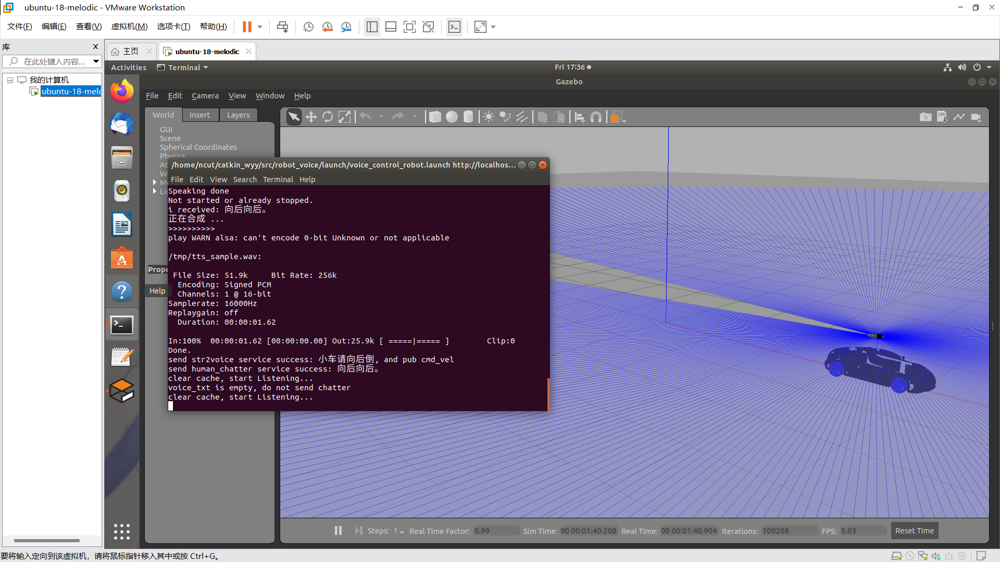 ubuntu-18-melodic - VMware Workstation
文件(F) 编辑(E) 查看(V) 虚拟机(M) 选项卡(T) 帮助(H)
库
在此处键入内容...
我的计算机
ubuntu-18-melo
主页
ubuntu-18-melodic
Activities
Terminal
Fri 17:36
Gazebo
File Edit Camera View Window Help
World Insert Layers
GUI
Scene
Spherical Coordinates
Physics
At
W
M
Lig
Prope
Help
LOG
/home/ncut/catkin_wyy/src/robot_voice/launch/voice_control_robot.launch http://localhos...
File Edit View Search Terminal Help
Speaking done
Not started or already stopped.
i received: 向后向后。
正在合成 ...
>>>>>>>>>>
play WARN alsa: can't encode 0-bit Unknown or not applicable
/tmp/tts_sample.wav:
File Size: 51.9k Bit Rate: 256k
Encoding: Signed PCM
Channels: 1 @ 16-bit
Samplerate: 16000Hz
Replaygain: off
Duration: 00:00:01.62
In:100% 00:00:01.62 [00:00:00.00] Out:25.9k [ =====|===== ] Clip:0
Done.
send str2voice service success: 小车请向后倒, and pub cmd_vel
send human_chatter service success: 向后向后。
clear cache, start Listening...
voice_txt is empty, do not send chatter
clear cache, start Listening...
Steps: 1 Real Time Factor: 0.99 Sim Time: 00 00:01:40.208 Real Time: 00 00:01:40.904 Iterations: 100208 FPS: 5.03 Reset Time
要将输入定向到该虚拟机，请将鼠标指针移入其中或按 Ctrl+G。